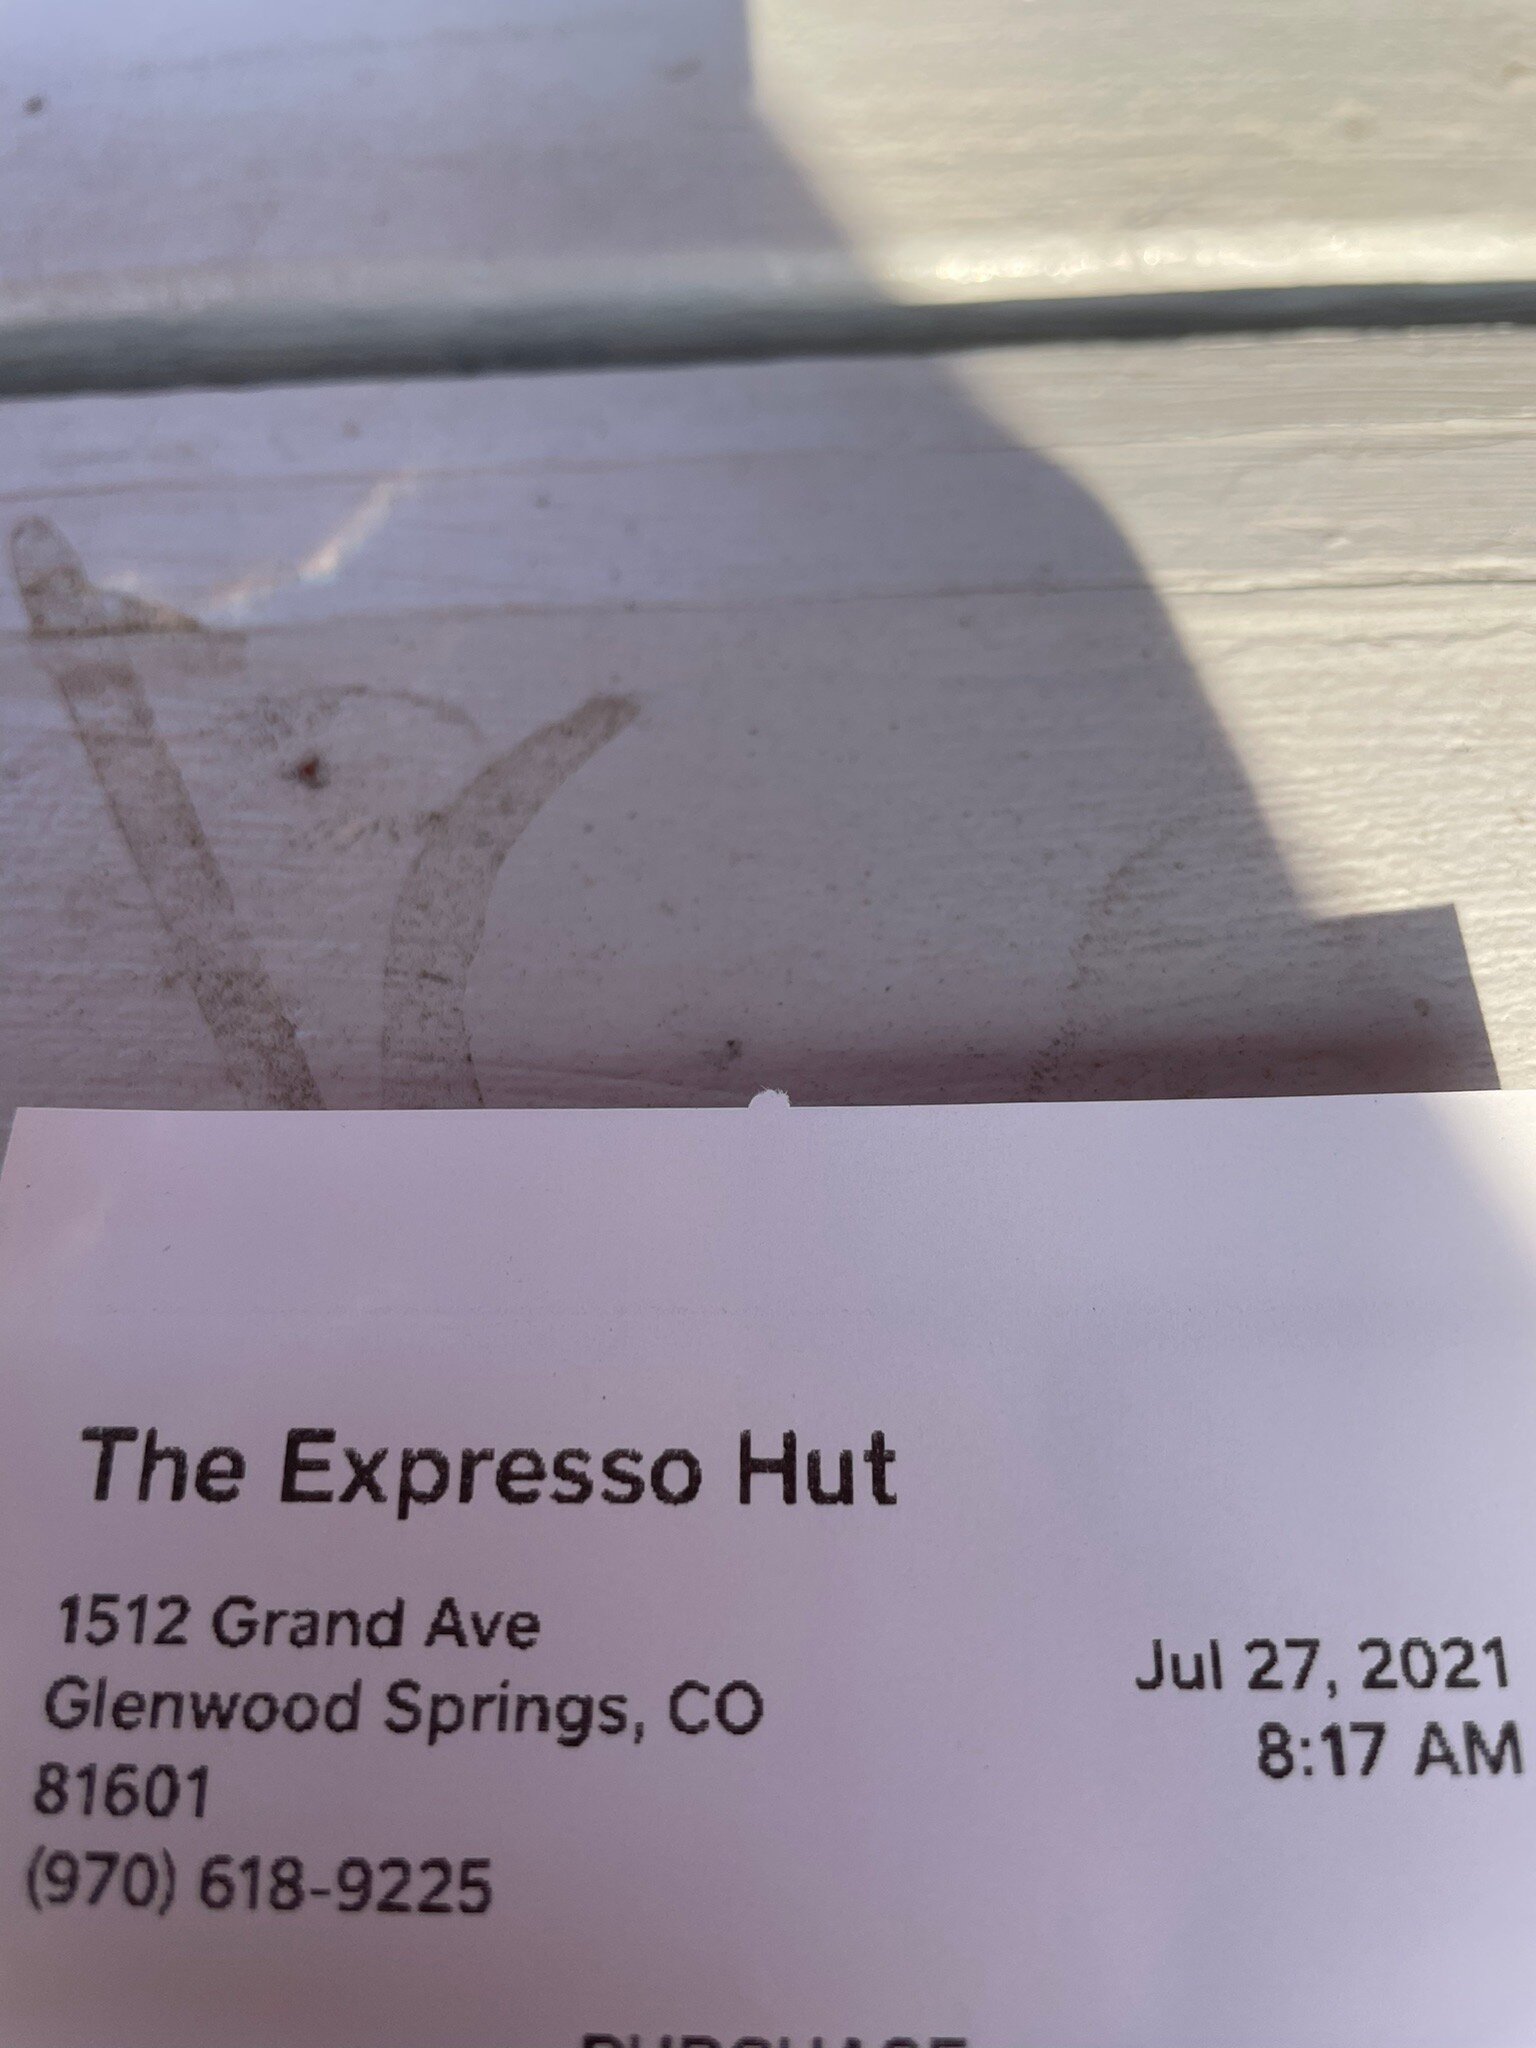 The Expresso Hut
1512 Grand Ave
Glenwood Springs, CO
81601
(970) 618-9225
Jul 27, 2021
8:17 AM
PURCHASE